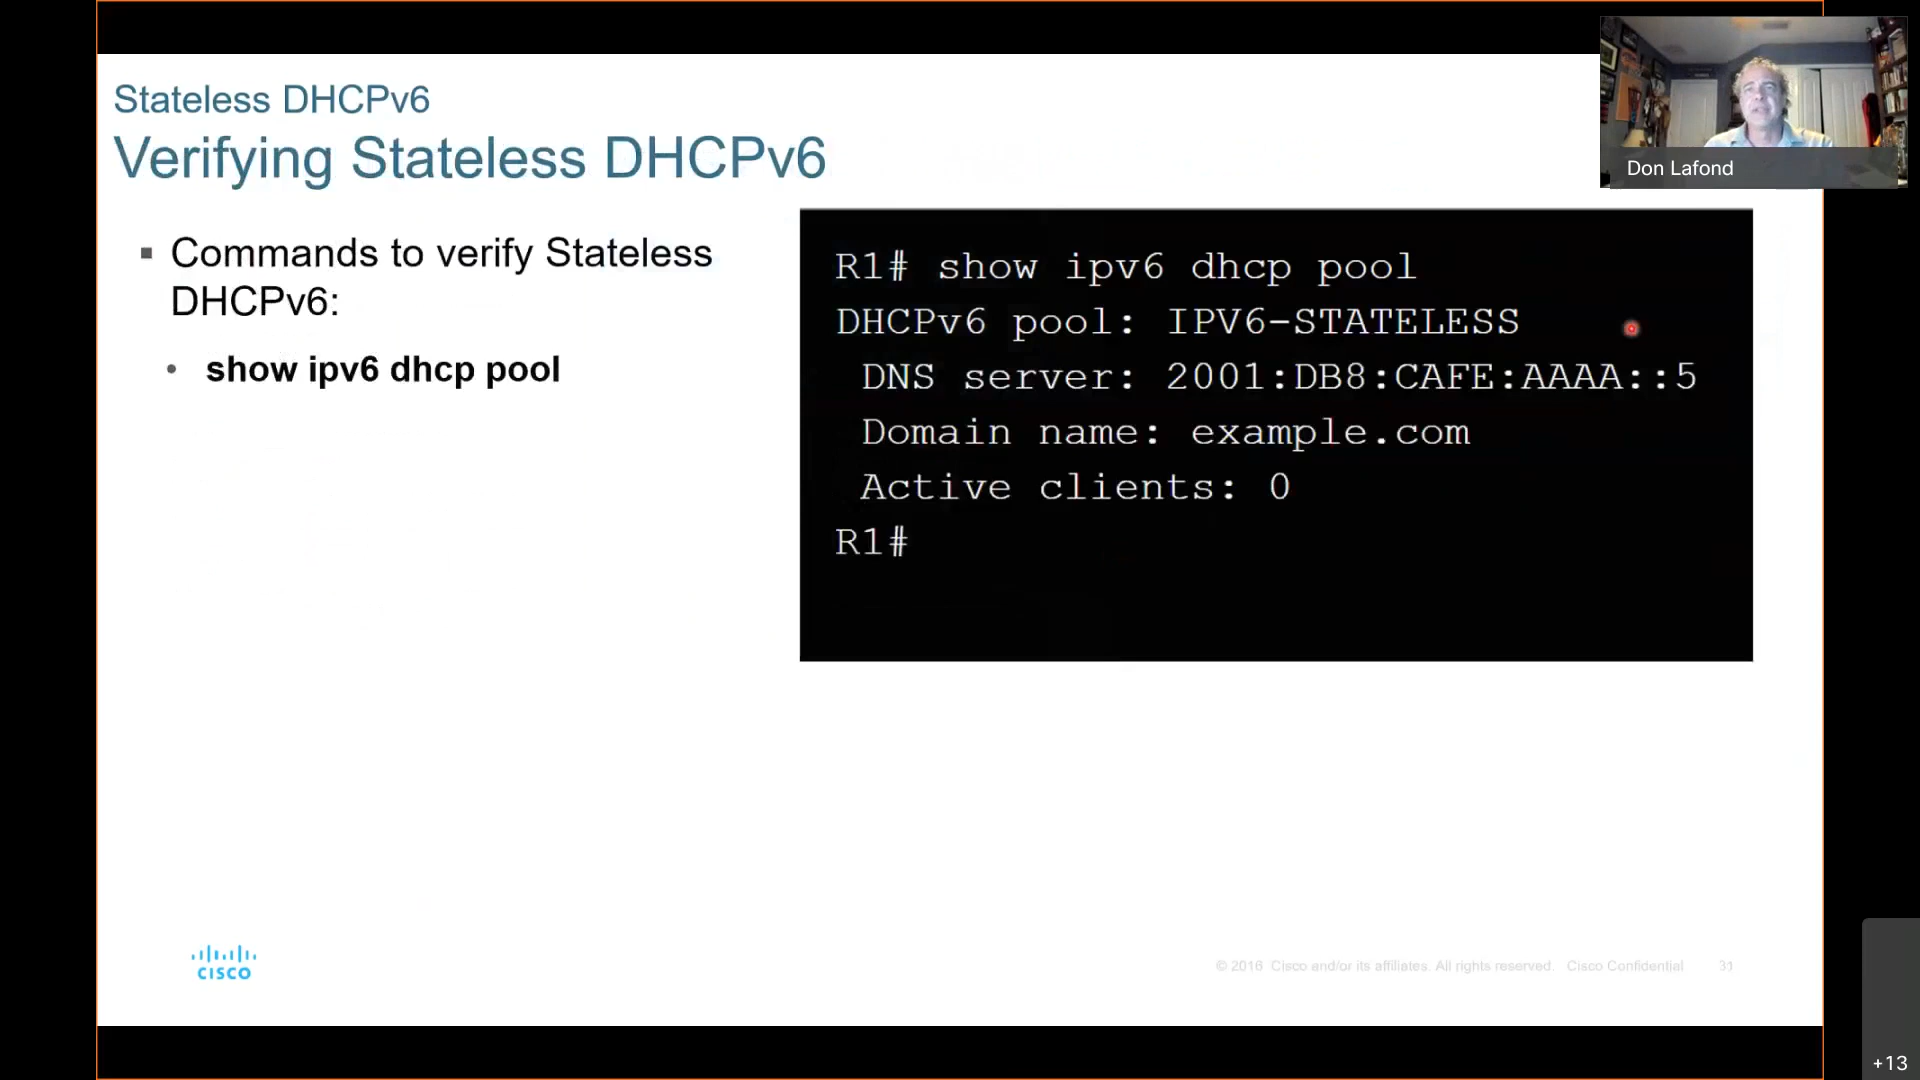 Stateless DHCPv6
Verifying Stateless DHCPv6
Don Lafond
Commands to verify Stateless
DHCPv6:
show ipv6 dhcp pool
R1# show ipv6 dhcp pool
DHCPv6 pool: IPV6-STATELESS
DNS server: 2001:DB8:CAFE:AAAA::5
Domain name: example.com
Active clients: 0
R1#
CISCO
© 2016 Cisco and/or its affiliates. All rights reserved. Cisco Confidential 31
+13